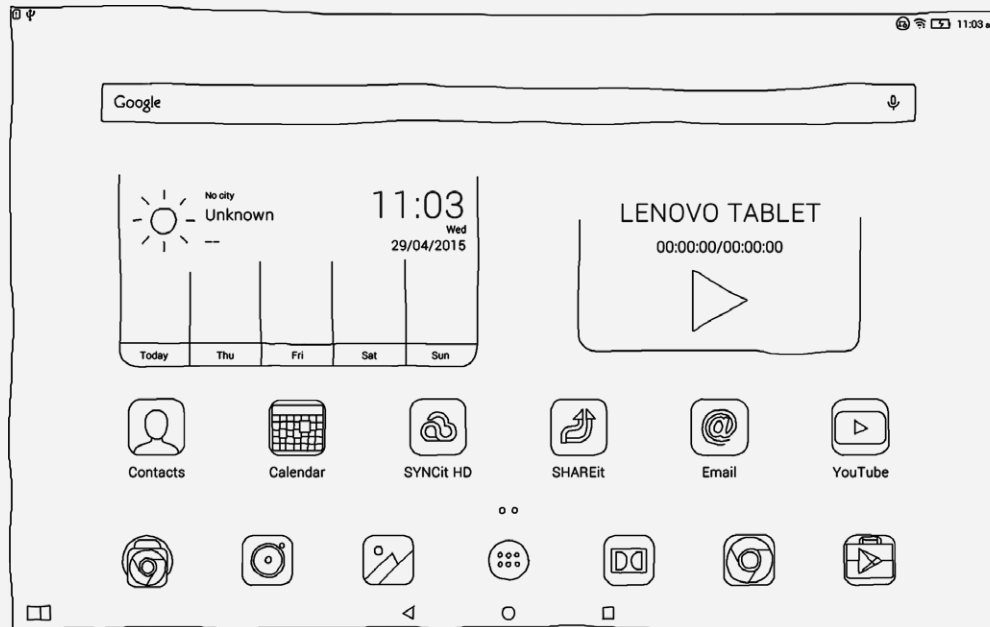 11:03 a
Google
No city
Unknown
--
11:03
Wed
29/04/2015
Today Thu Fri Sat Sun
LENOVO TABLET
00:00:00/00:00:00
Contacts Calendar SYNCit HD SHAREit Email YouTube